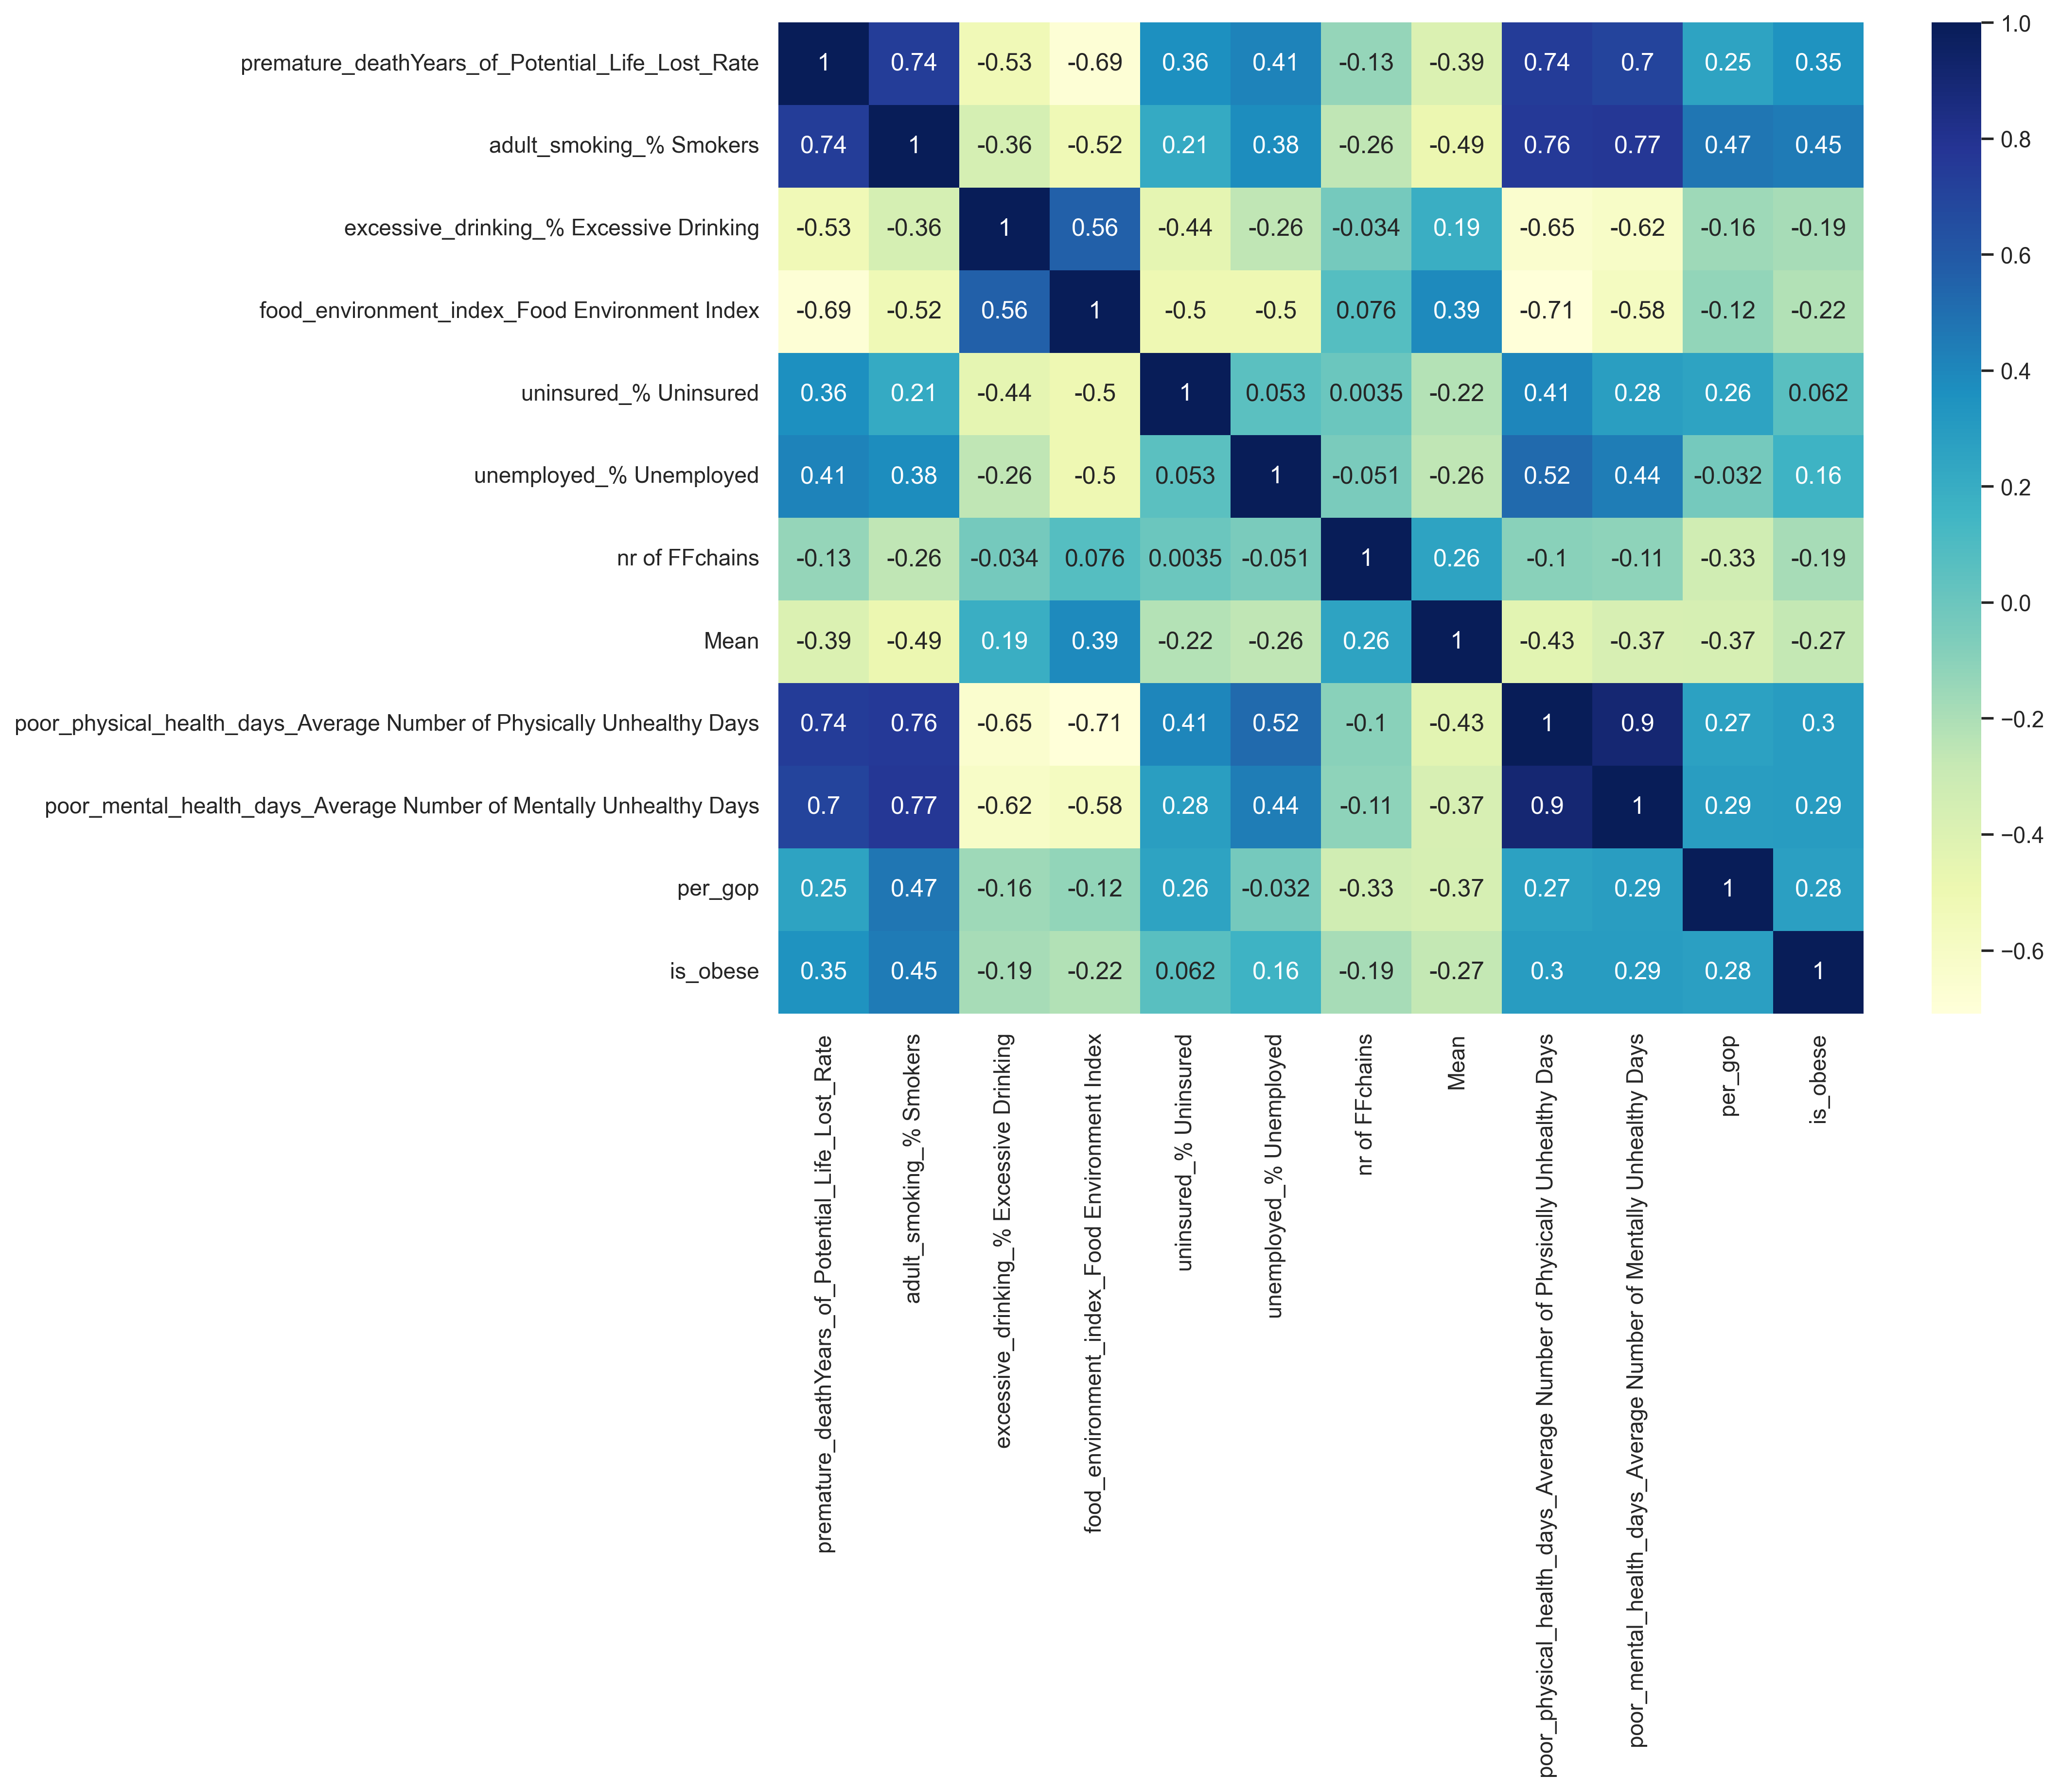 premature_deathYears_of_Potential_Life_Lost_Rate 1 0.74 -0.53 -0.69 0.36 0.41 -0.13 -0.39 0.74 0.7 0.25 0.35
adult_smoking_% Smokers 0.74 1 -0.36 -0.52 0.21 0.38 -0.26 -0.49 0.76 0.77 0.47 0.45
excessive_drinking_% Excessive Drinking -0.53 -0.36 1 0.56 -0.44 -0.26 -0.034 0.19 -0.65 -0.62 -0.16 -0.19
food_environment_index_Food Environment Index -0.69 -0.52 0.56 1 -0.5 -0.5 0.076 0.39 -0.71 -0.58 -0.12 -0.22
uninsured_% Uninsured 0.36 0.21 -0.44 -0.5 1 0.053 0.0035 -0.22 0.41 0.28 0.26 0.062
unemployed_% Unemployed 0.41 0.38 -0.26 -0.5 0.053 1 -0.051 -0.26 0.52 0.44 -0.032 0.16
nr of FFchains -0.13 -0.26 -0.034 0.076 0.0035 -0.051 1 0.26 -0.1 -0.11 -0.33 -0.19
Mean -0.39 -0.49 0.19 0.39 -0.22 -0.26 0.26 1 -0.43 -0.37 -0.37 -0.27
poor_physical_health_days_Average Number of Physically Unhealthy Days 0.74 0.76 -0.65 -0.71 0.41 0.52 -0.1 -0.43 1 0.9 0.27 0.3
poor_mental_health_days_Average Number of Mentally Unhealthy Days 0.7 0.77 -0.62 -0.58 0.28 0.44 -0.11 -0.37 0.9 1 0.29 0.29
per_gop 0.25 0.47 -0.16 -0.12 0.26 -0.032 -0.33 -0.37 0.27 0.29 1 0.28
is_obese 0.35 0.45 -0.19 -0.22 0.062 0.16 -0.19 -0.27 0.3 0.29 0.28 1
premature_deathYears_of_Potential_Life_Lost_Rate
adult_smoking_% Smokers
excessive_drinking_% Excessive Drinking
food_environment_index_Food Environment Index
uninsured_% Uninsured
unemployed_% Unemployed
nr of FFchains
Mean
poor_physical_health_days_Average Number of Physically Unhealthy Days
poor_mental_health_days_Average Number of Mentally Unhealthy Days
per_gop
is_obese
1.0
0.8
0.6
0.4
0.2
0.0
−0.2
−0.4
−0.6